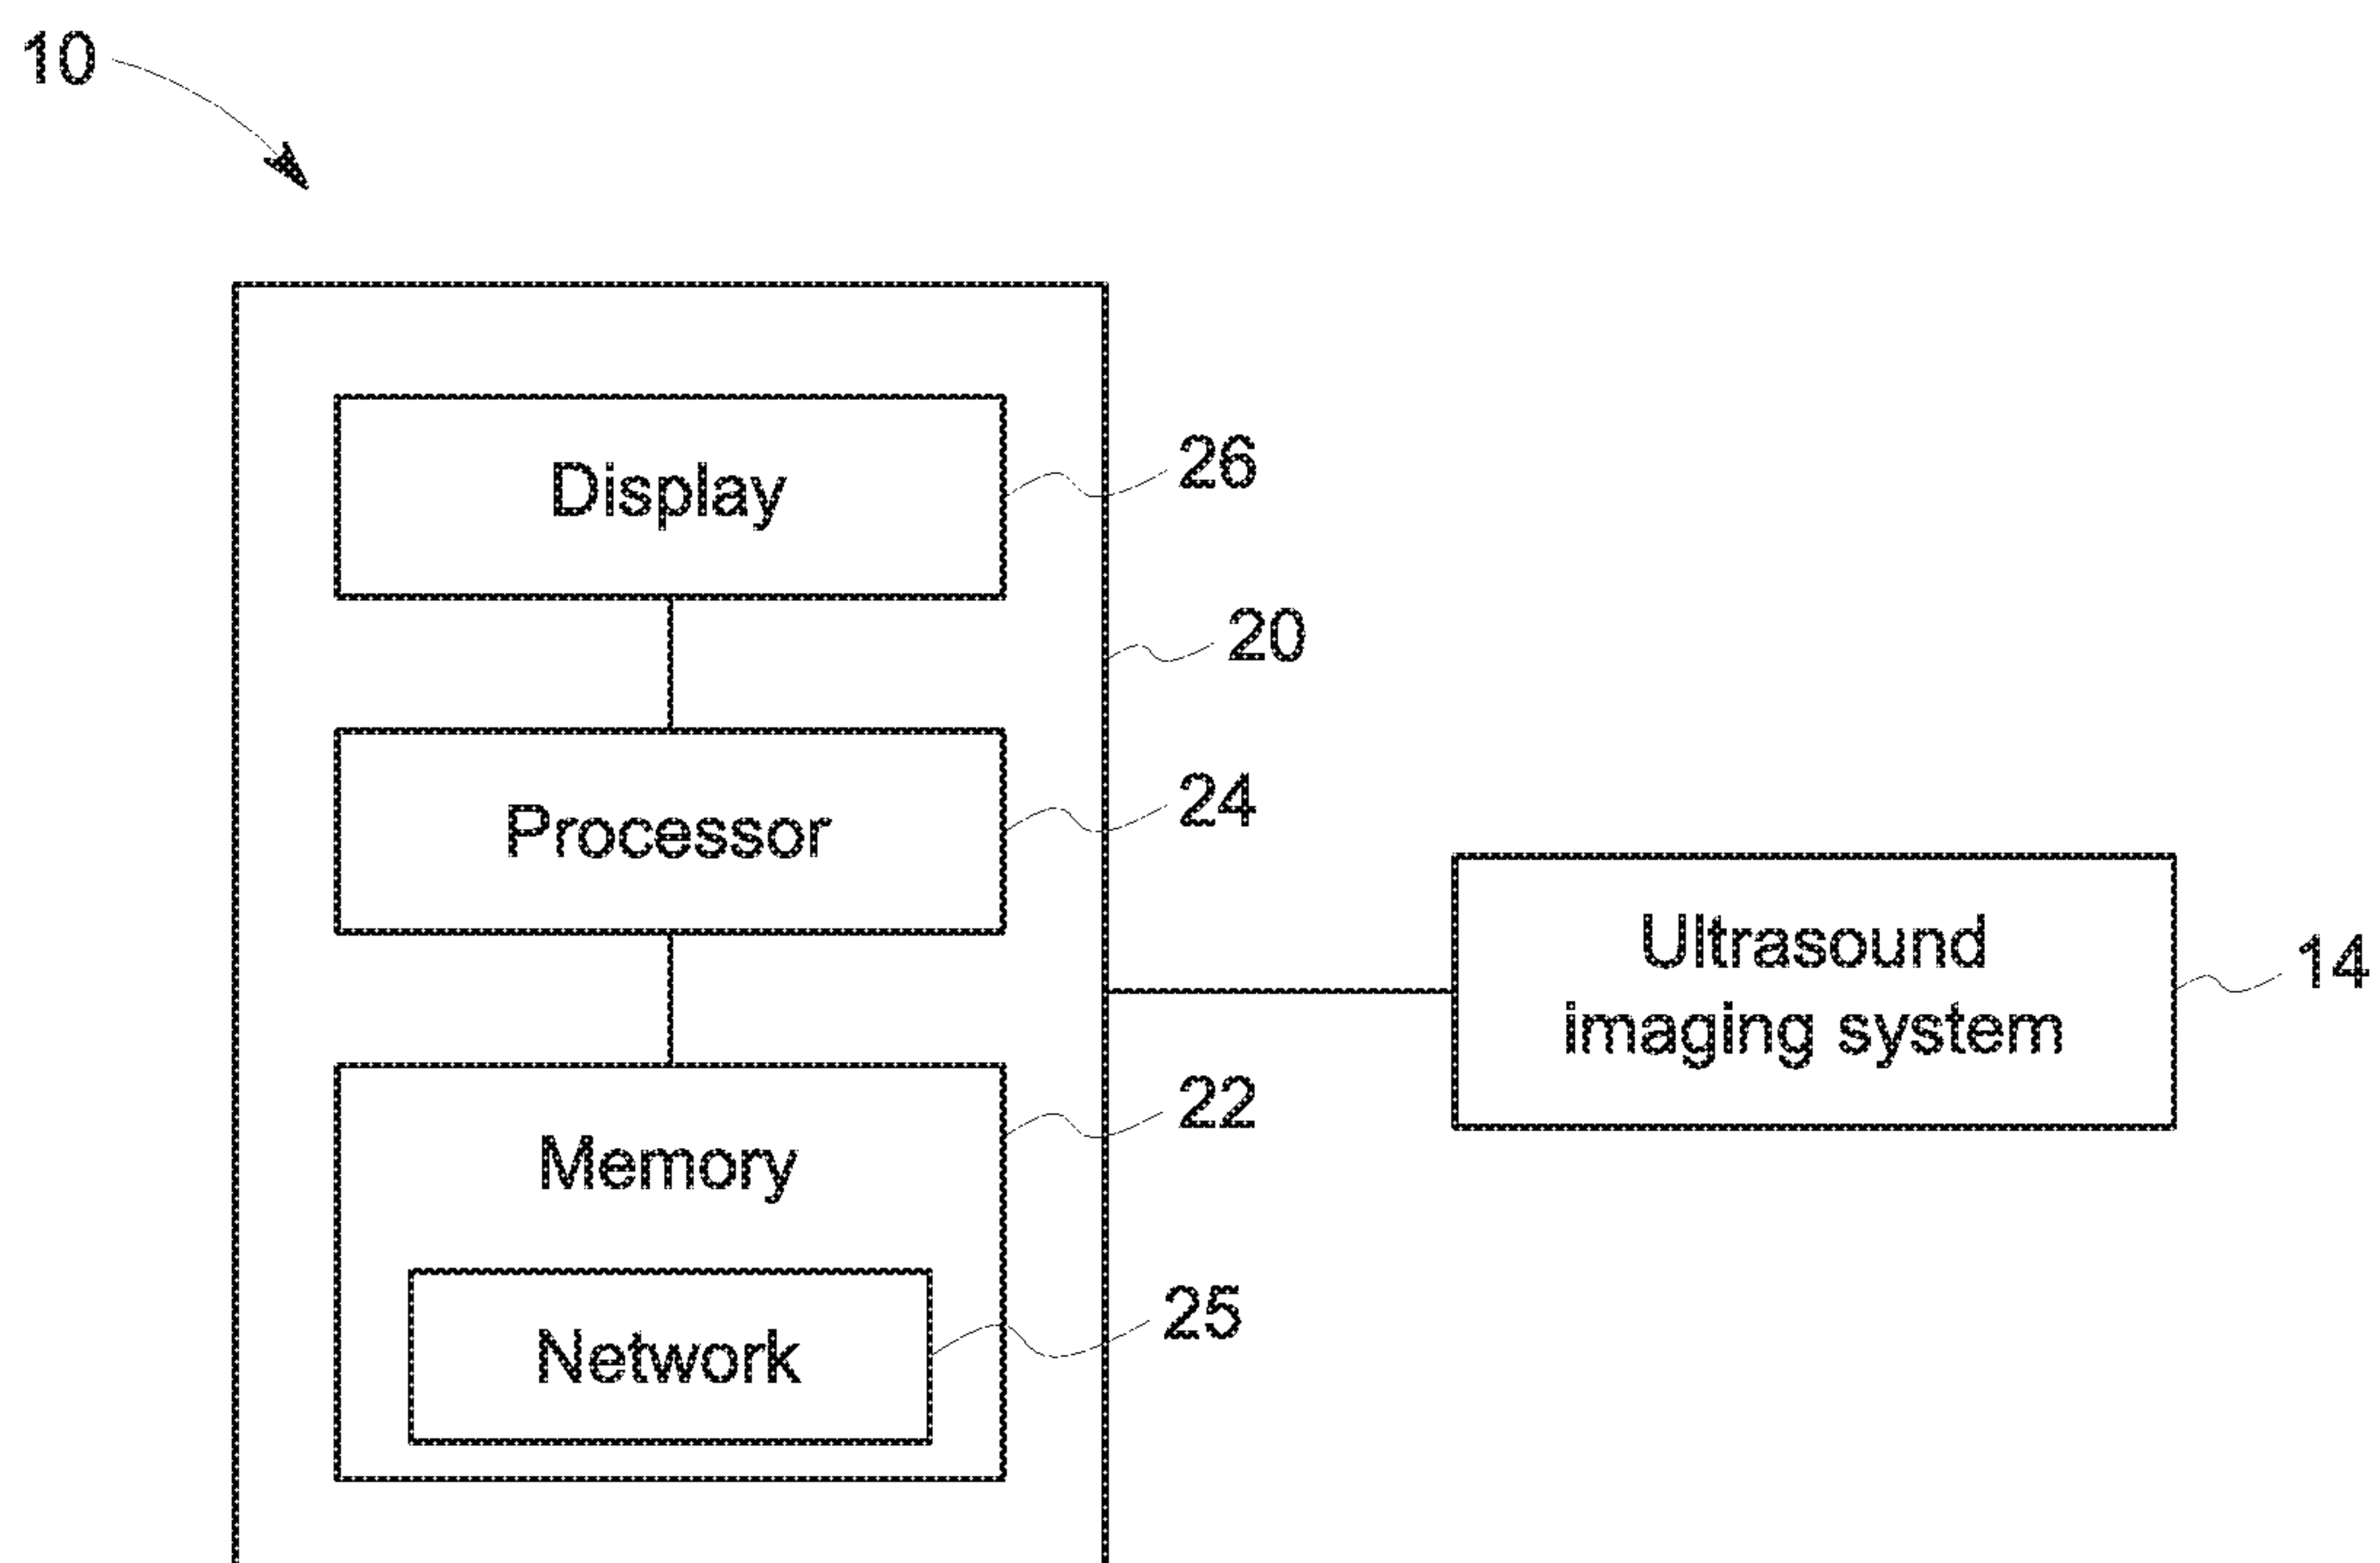 10
Display
26
20
Processor
24
Ultrasound
imaging system
14
Memory
22
Network
25